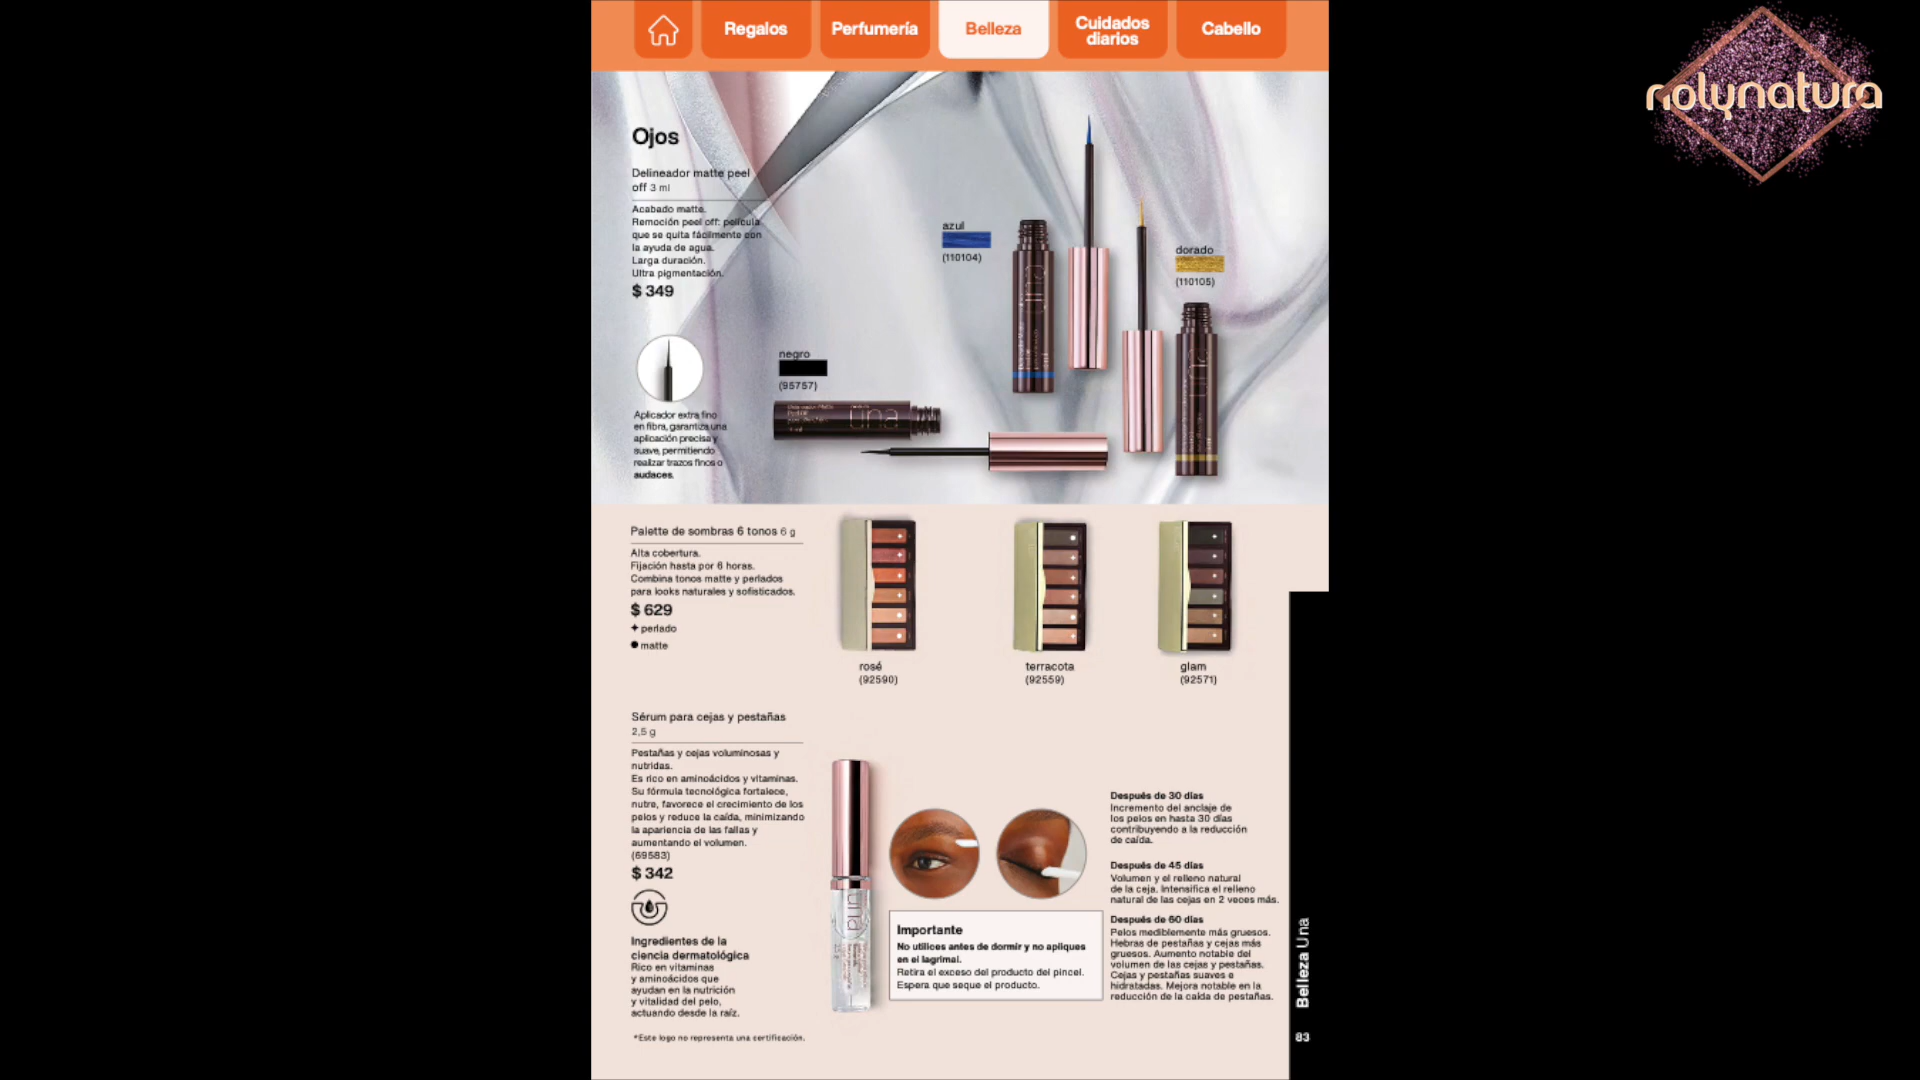 Regalos
Perfumería
Belleza
Cuidados
diarios
Cabello
nolynatura
Ojos
Delineador matte peel
off 3 ml
Acabado matte.
Remoción peel off: película
que se quita fácilmente con
la ayuda de agua.
Larga duración.
Ultra pigmentación.
$ 349
Aplicador extra fino
en fibra, garantiza una
aplicación precisa y
suave, permitiendo
realizar trazos finos o
audaces.
azul
(110104)
dorado
(110105)
negro
(95757)
una
Palette de sombras 6 tonos 6 g
Alta cobertura.
Fijación hasta por 6 horas.
Combina tonos matte y perlados
para looks naturales y sofisticados.
$ 629
perlado
matte
rosé
(92590)
terracota
(92559)
glam
(92571)
Sérum para cejas y pestañas
2,5 g
Pestañas y cejas voluminosas y
nutridas.
Es rico en aminoácidos y vitaminas.
Su fórmula tecnológica fortalece,
nutre, favorece el crecimiento de los
pelos y reduce la caída, minimizando
la apariencia de las fallas y
aumentando el volumen.
(69583)
$ 342
Ingredientes de la
ciencia dermatológica
Rico en vitaminas
y aminoácidos que
ayudan en la nutrición
y vitalidad del pelo,
actuando desde la raíz.
*Este logo no representa una certificación.
una
Importante
No utilices antes de dormir y no apliques
en el lagrimal.
Retira el exceso del producto del pincel.
Espera que seque el producto.
Después de 30 días
Incremento del anclaje de
los pelos en hasta 30 días
contribuyendo a la reducción
de caída.
Después de 45 días
Volumen y el relleno natural
de la ceja. Intensifica el relleno
natural de las cejas en 2 veces más.
Después de 60 días
Pelos mediblemente más gruesos.
Hebras de pestañas y cejas más
gruesos. Aumento notable del
volumen de las cejas y pestañas.
Cejas y pestañas suaves e
hidratadas. Mejora notable en la
reducción de la caída de pestañas.
Belleza Una
83